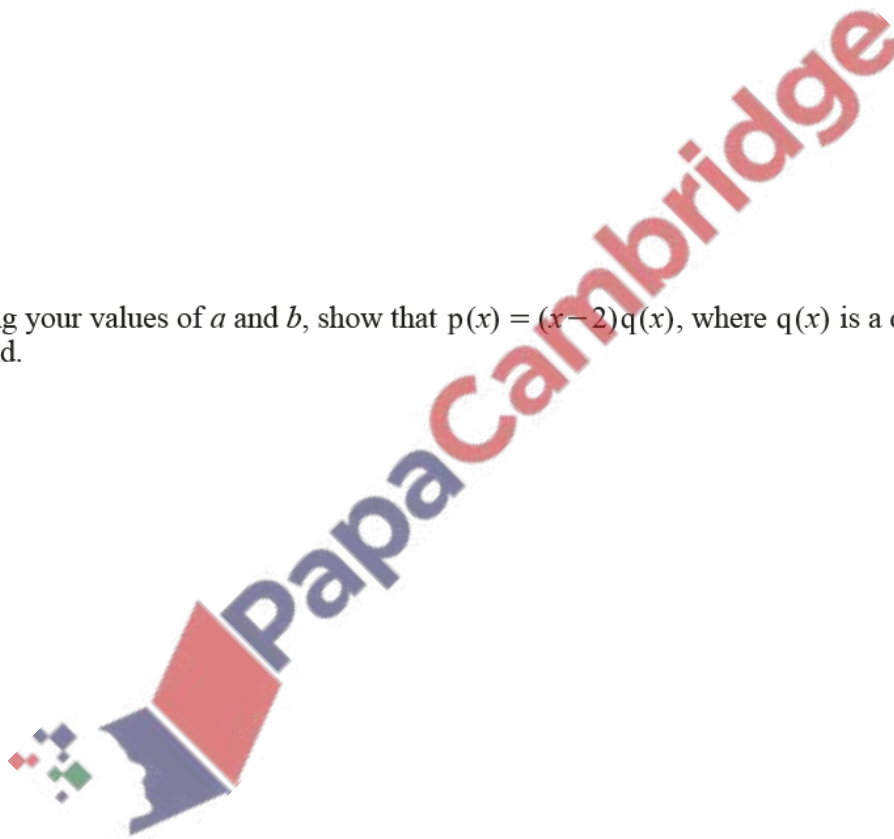 g your values of a and b, show that p(x) = (x−2)q(x), where q(x) is a
d.
PapaCambridge